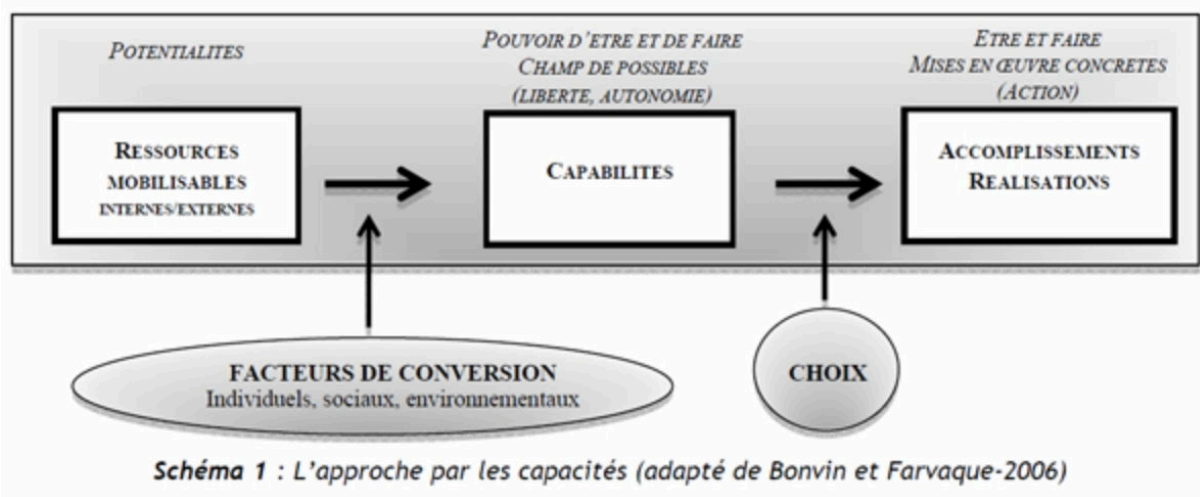 POTENTIALITES
POUVOIR D'ETRE ET DE FAIRE
CHAMP DE POSSIBLES
(LIBERTE, AUTONOMIE)
ETRE ET FAIRE
MISES EN ŒUVRE CONCRETES
(ACTION)
RESSOURCES
MOBILISABLES
INTERNES/EXTERNES
CAPABILITES
ACCOMPLISSEMENTS
REALISATIONS
FACTEURS DE CONVERSION
Individuels, sociaux, environnementaux
CHOIX
Schéma 1 : L'approche par les capacités (adapté de Bonvin et Farvaque-2006)